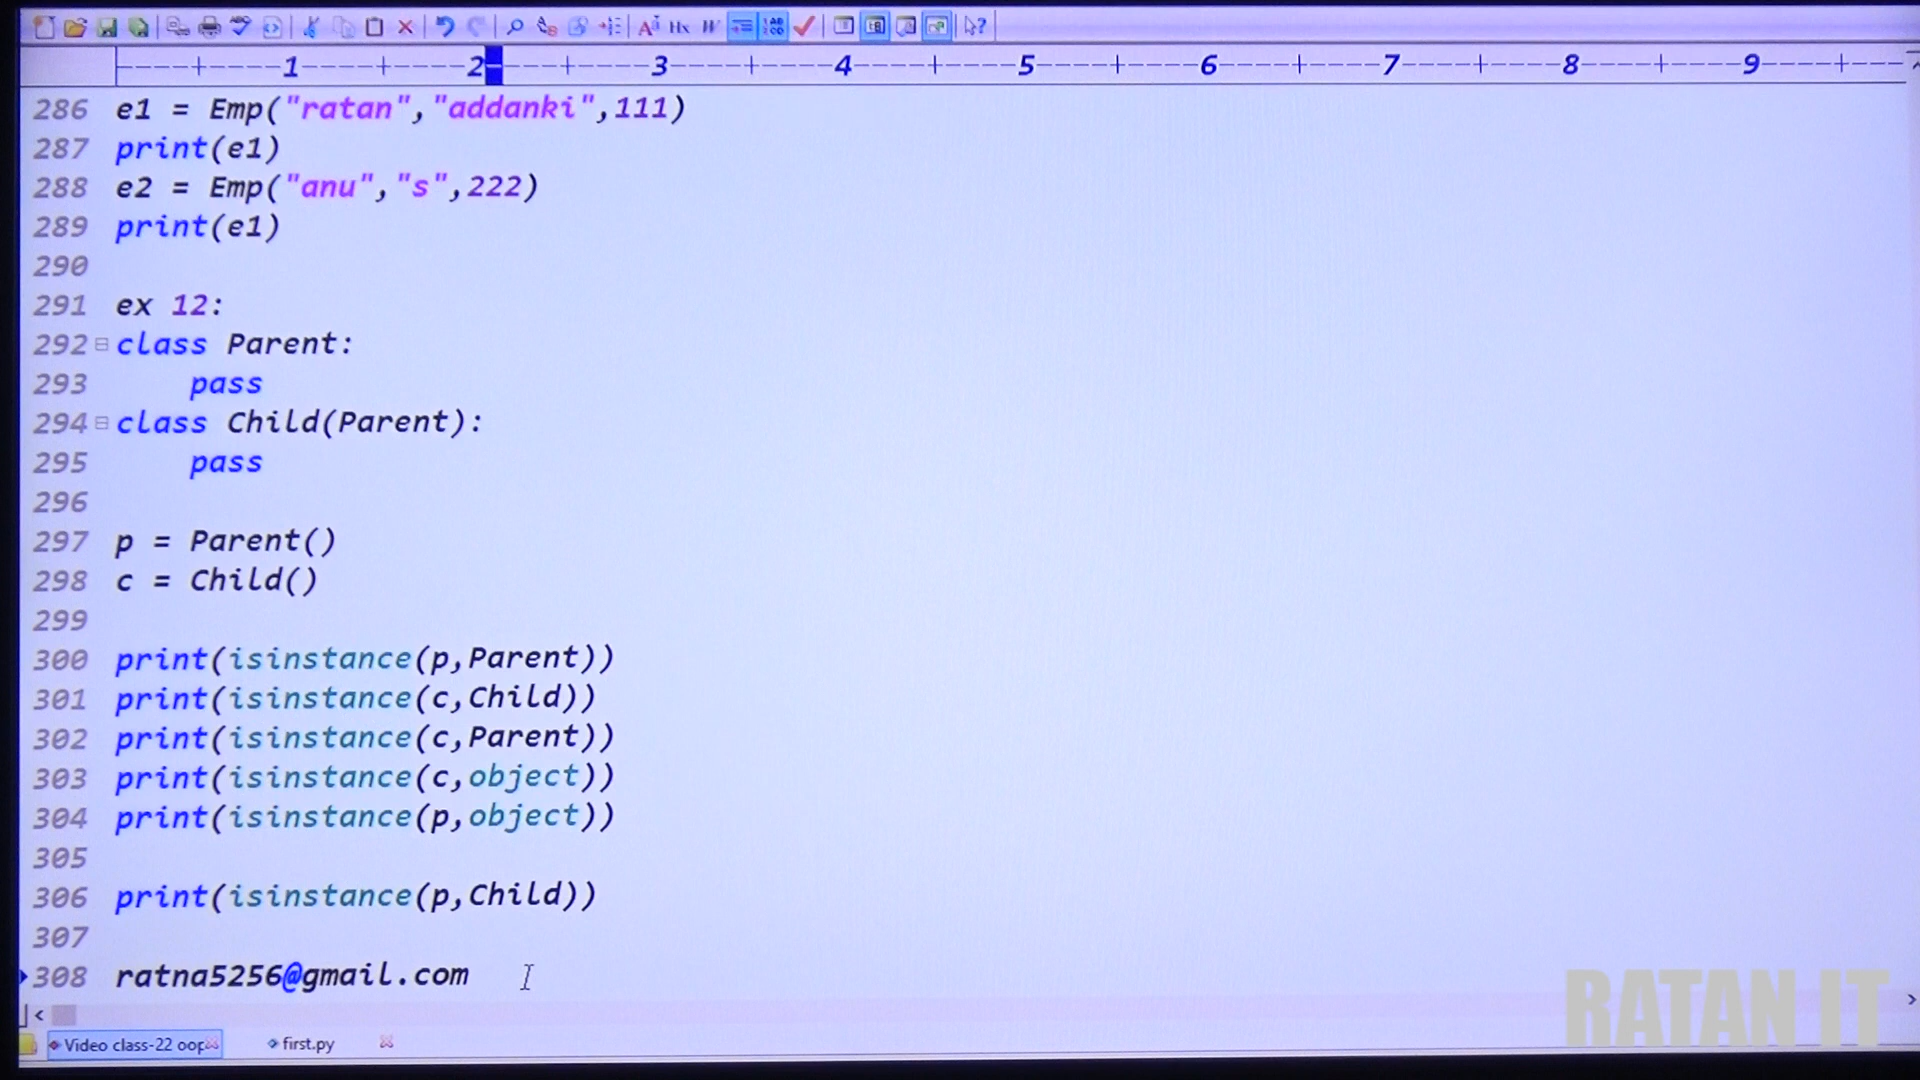 1 2 3 4 5 6 7 8 9
286 e1 = Emp("ratan","addanki",111)
287 print(e1)
288 e2 = Emp("anu","s",222)
289 print(e1)
290
291 ex 12:
292 class Parent:
293 pass
294 class Child(Parent):
295 pass
296
297 p = Parent()
298 c = Child()
299
300 print(isinstance(p,Parent))
301 print(isinstance(c,Child))
302 print(isinstance(c,Parent))
303 print(isinstance(c,object))
304 print(isinstance(p,object))
305
306 print(isinstance(p,Child))
307
308 ratna5256@gmail.com
RATAN IT
Video class-22 oop first.py